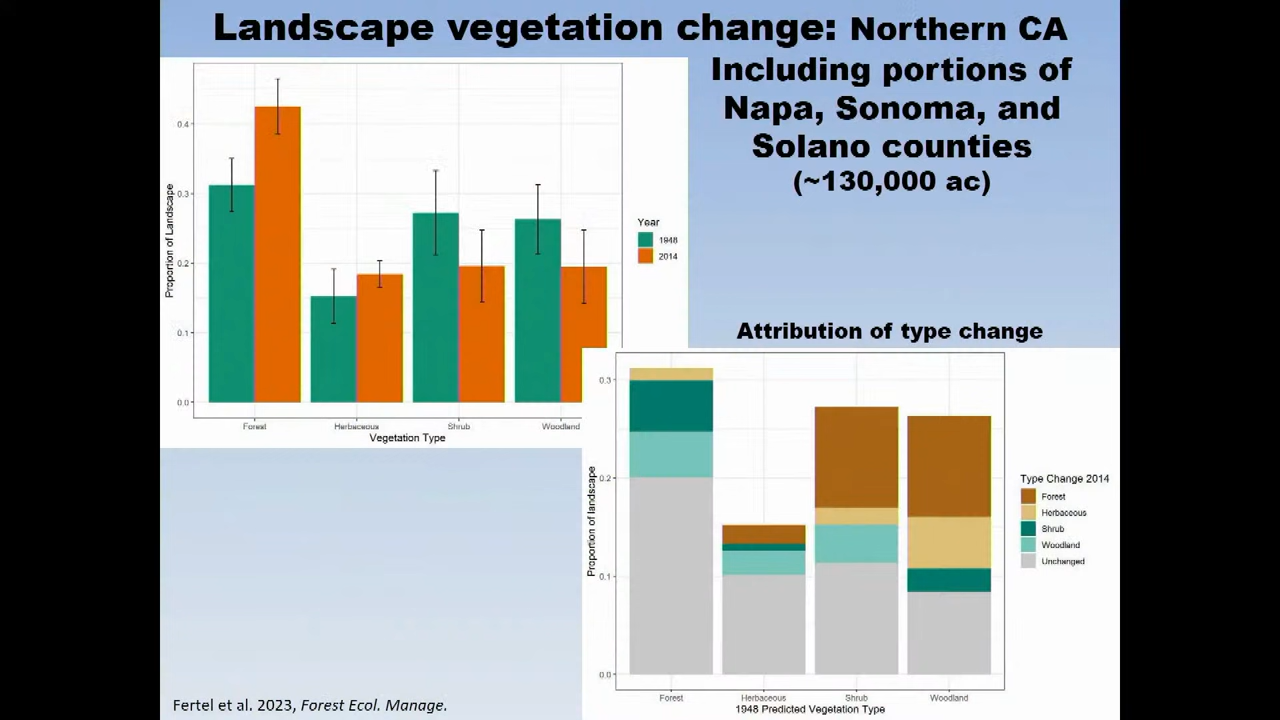 Landscape vegetation change: Northern CA
Including portions of
Napa, Sonoma, and
Solano counties
(~130,000 ac)
Proportion of Landscape
0.4
0.3
0.2
0.1
0.0
Forest
Herbaceous
Shrub
Woodland
Vegetation Type
Year
1948
2014
Attribution of type change
Proportion of landscape
0.3
0.2
0.1
0.0
Forest
Herbaceous
Shrub
Woodland
1948 Predicted Vegetation Type
Type Change 2014
Forest
Herbaceous
Shrub
Woodland
Unchanged
Fertel et al. 2023, Forest Ecol. Manage.